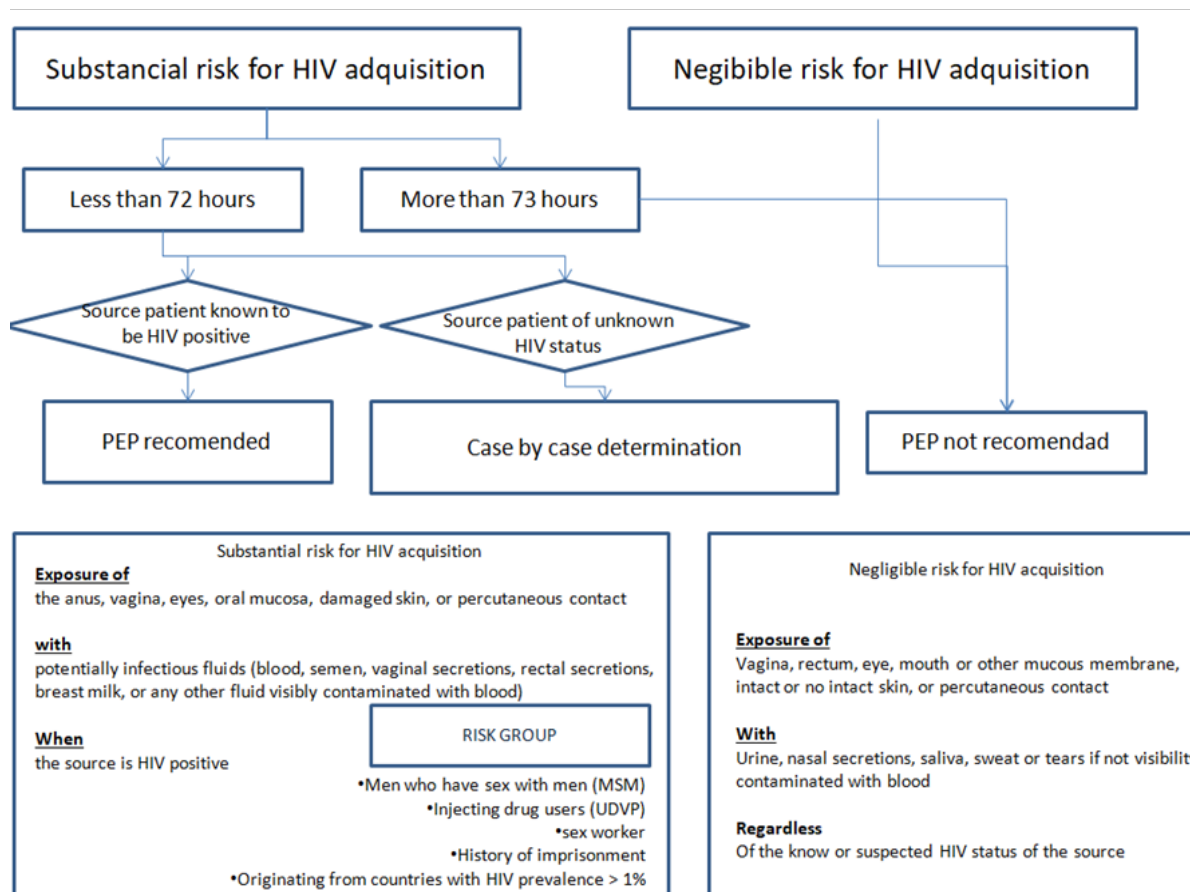 Substancial risk for HIV adquisition
Negibible risk for HIV adquisition
Less than 72 hours
More than 73 hours
Source patient known to
be HIV positive
Source patient of unknown
HIV status
PEP recomended
Case by case determination
PEP not recomendad
Substantial risk for HIV acquisition
Exposure of
the anus, vagina, eyes, oral mucosa, damaged skin, or percutaneous contact
with
potentially infectious fluids (blood, semen, vaginal secretions, rectal secretions,
breast milk, or any other fluid visibly contaminated with blood)
When
the source is HIV positive
RISK GROUP
•Men who have sex with men (MSM)
•Injecting drug users (UDVP)
•sex worker
•History of imprisonment
•Originating from countries with HIV prevalence > 1%
Negligible risk for HIV acquisition
Exposure of
Vagina, rectum, eye, mouth or other mucous membrane,
intact or no intact skin, or percutaneous contact
With
Urine, nasal secretions, saliva, sweat or tears if not visibilit
contaminated with blood
Regardless
Of the know or suspected HIV status of the source